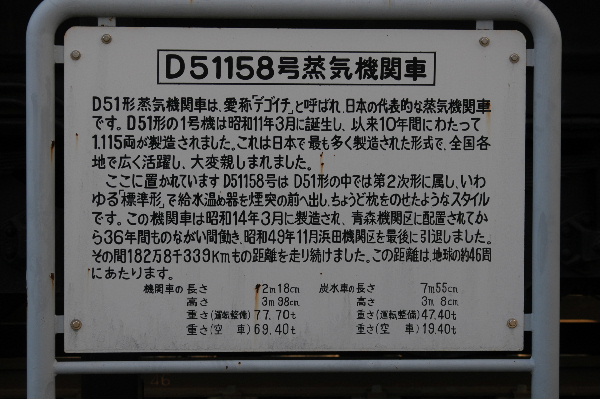 D51158号蒸気機関車
D51形蒸気機関車は、愛称「デゴイチ」と呼ばれ、日本の代表的な蒸気機関車
です。D51形の1号機は昭和11年3月に誕生し、以来10年間にわたって
1.115両が製造されました。これは日本で最も多く製造された形式で、全国各
地で広く活躍し、大変親しまれました。
ここに置かれていますD51158号はD51形の中では第2次形に属し、いわ
ゆる「標準形」で給水温め器を煙突の前へ出し、ちょうど枕をのせたようなスタイル
です。この機関車は昭和14年3月に製造され、青森機関区に配置されてか
ら36年間ものながい間働き、昭和49年11月浜田機関区を最後に引退しました。
その間18258千339Kmもの距離を走り続けました。この距離は、地球の約46周
にあたります。
機関車の長さ 12m18cm 炭水車の長さ 7m55cm
高さ 3m98cm 高さ 3m 8cm
重さ(運転整備)77.70t 重さ(運転整備)47.40t
重さ(空 車)69.40t 重さ(空 車)19.40t